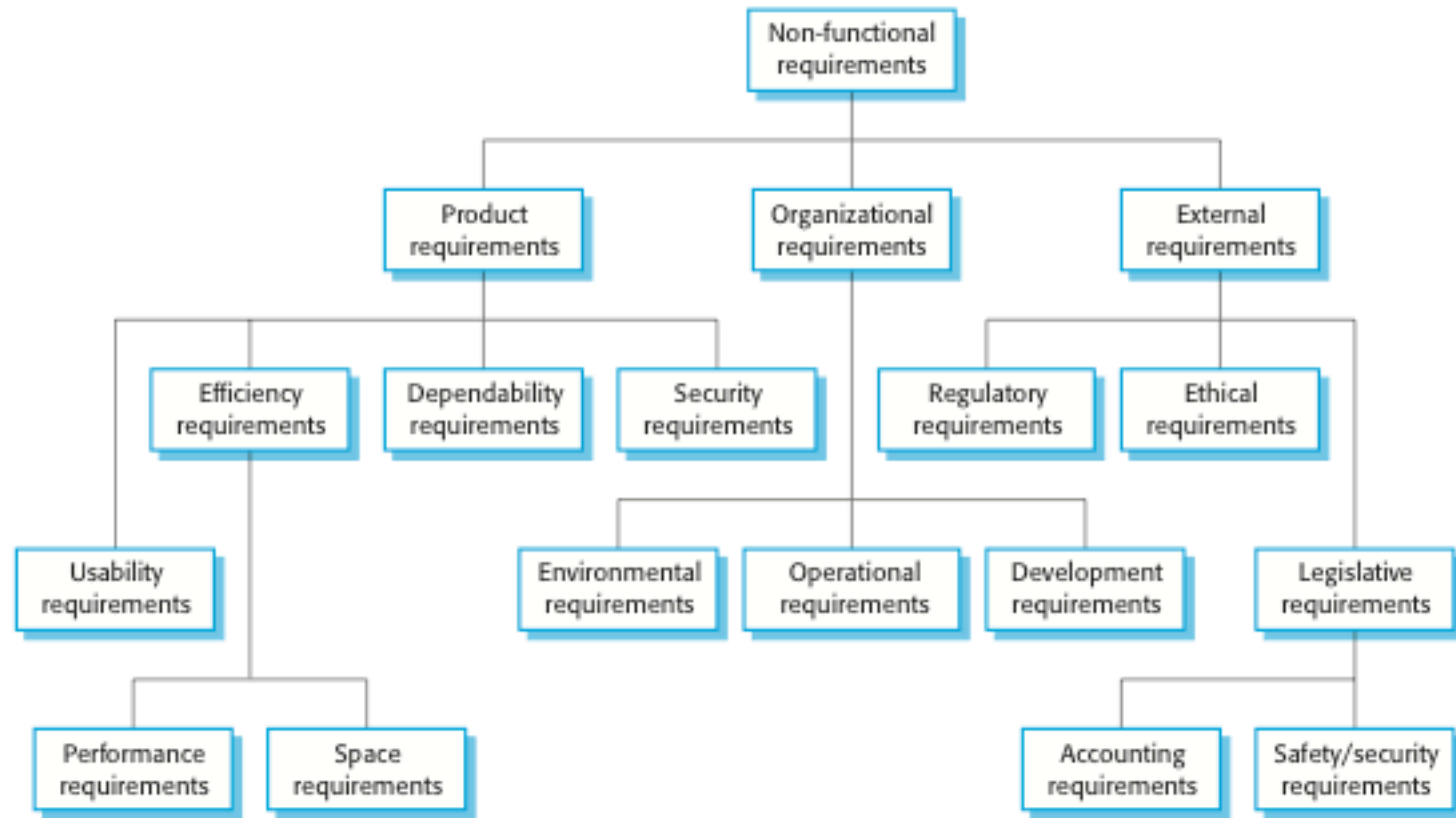 Non-functional
requirements
Product
requirements
Organizational
requirements
External
requirements
Efficiency
requirements
Dependability
requirements
Security
requirements
Regulatory
requirements
Ethical
requirements
Usability
requirements
Environmental
requirements
Operational
requirements
Development
requirements
Legislative
requirements
Performance
requirements
Space
requirements
Accounting
requirements
Safety/security
requirements